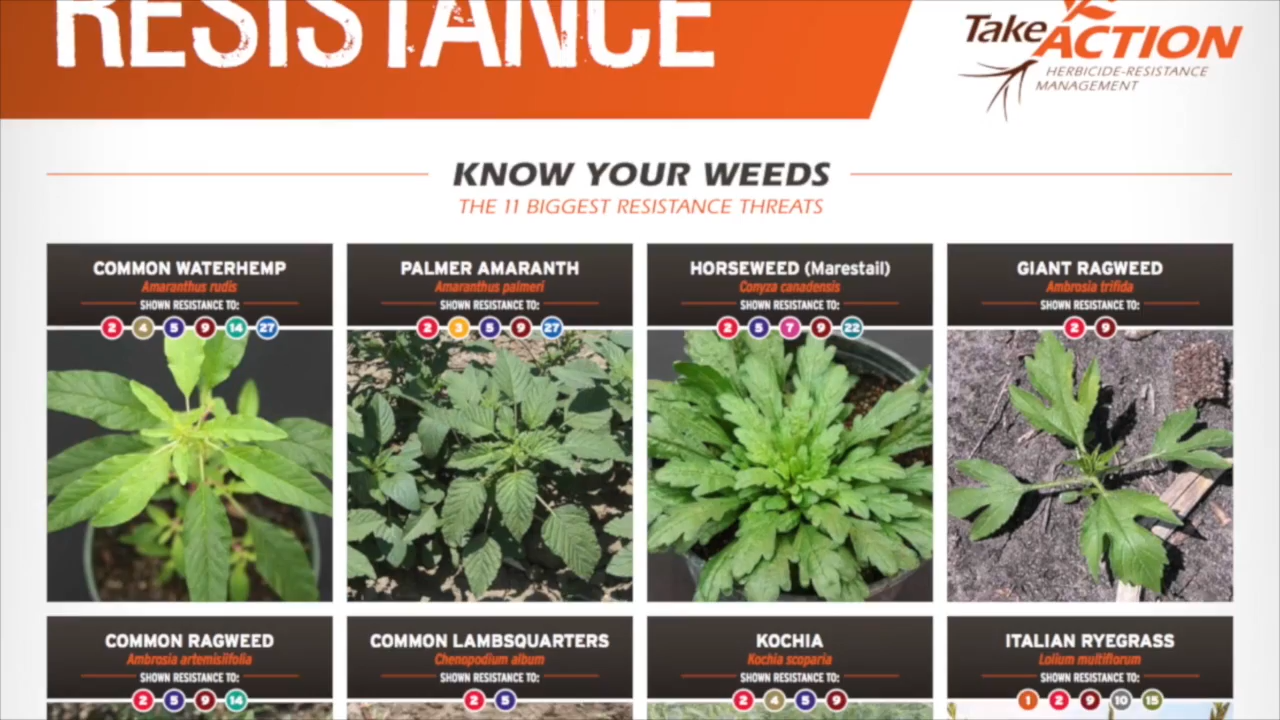 RESISTANCE
Take
ACTION
HERBICIDE-RESISTANCE
MANAGEMENT
KNOW YOUR WEEDS
THE 11 BIGGEST RESISTANCE THREATS
COMMON WATERHEMP
Amaranthus rudis
SHOWN RESISTANCE TO:
2 4 5 9 14 27
PALMER AMARANTH
Amaranthus palmeri
SHOWN RESISTANCE TO:
2 3 5 9 27
HORSEWEED (Marestail)
Conyza canadensis
SHOWN RESISTANCE TO:
2 5 7 9 22
GIANT RAGWEED
Ambrosia trifida
SHOWN RESISTANCE TO:
2 9
COMMON RAGWEED
Ambrosia artemisiifolia
SHOWN RESISTANCE TO:
2 5 9 14
COMMON LAMBSQUARTERS
Chenopodium album
SHOWN RESISTANCE TO:
2 5
KOCHIA
Kochia scoparia
SHOWN RESISTANCE TO:
2 4 5 9
ITALIAN RYEGRASS
Lolium multiflorum
SHOWN RESISTANCE TO:
1 2 9 10 15